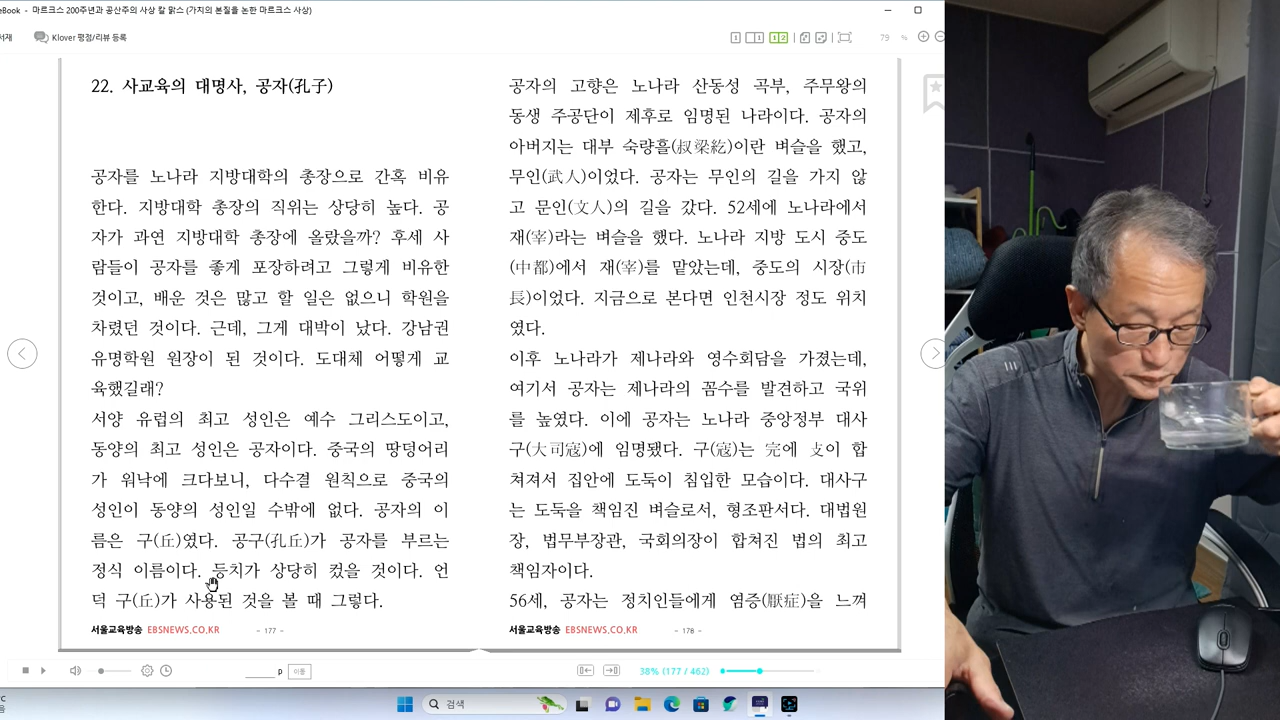 eBook - 마르크스 200주년과 공산주의 사상 칼 맑스 (가치의 본질을 논한 마르크스 사상)
서재
Klover 평점/리뷰 등록
79 %
22. 사교육의 대명사, 공자(孔子)
공자를 노나라 지방대학의 총장으로 간혹 비유
한다. 지방대학 총장의 직위는 상당히 높다. 공
자가 과연 지방대학 총장에 올랐을까? 후세 사
람들이 공자를 좋게 포장하려고 그렇게 비유한
것이고, 배운 것은 많고 할 일은 없으니 학원을
차렸던 것이다. 근데, 그게 대박이 났다. 강남권
유명학원 원장이 된 것이다. 도대체 어떻게 교
육했길래?
서양 유럽의 최고 성인은 예수 그리스도이고,
동양의 최고 성인은 공자이다. 중국의 땅덩어리
가 워낙에 크다보니, 다수결 원칙으로 중국의
성인이 동양의 성인일 수밖에 없다. 공자의 이
름은 구(丘)였다. 공구(孔丘)가 공자를 부르는
정식 이름이다. 등치가 상당히 컸을 것이다. 언
덕 구(丘)가 사용된 것을 볼 때 그렇다.
서울교육방송 EBSNEWS.CO.KR - 177 -
공자의 고향은 노나라 산동성 곡부, 주무왕의
동생 주공단이 제후로 임명된 나라이다. 공자의
아버지는 대부 숙량흘(叔梁紇)이란 벼슬을 했고,
무인(武人)이었다. 공자는 무인의 길을 가지 않
고 문인(文人)의 길을 갔다. 52세에 노나라에서
재(宰)라는 벼슬을 했다. 노나라 지방 도시 중도
(中都)에서 재(宰)를 맡았는데, 중도의 시장(市
長)이었다. 지금으로 본다면 인천시장 정도 위치
였다.
이후 노나라가 제나라와 영수회담을 가졌는데,
여기서 공자는 제나라의 꼼수를 발견하고 국위
를 높였다. 이에 공자는 노나라 중앙정부 대사
구(大司寇)에 임명됐다. 구(寇)는 完에 攴이 합
쳐져서 집안에 도둑이 침입한 모습이다. 대사구
는 도둑을 책임진 벼슬로서, 형조판서다. 대법원
장, 법무부장관, 국회의장이 합쳐진 법의 최고
책임자이다.
56세, 공자는 정치인들에게 염증(厭症)을 느껴
서울교육방송 EBSNEWS.CO.KR - 178 -
p 이동
38% (177 / 462)
검색